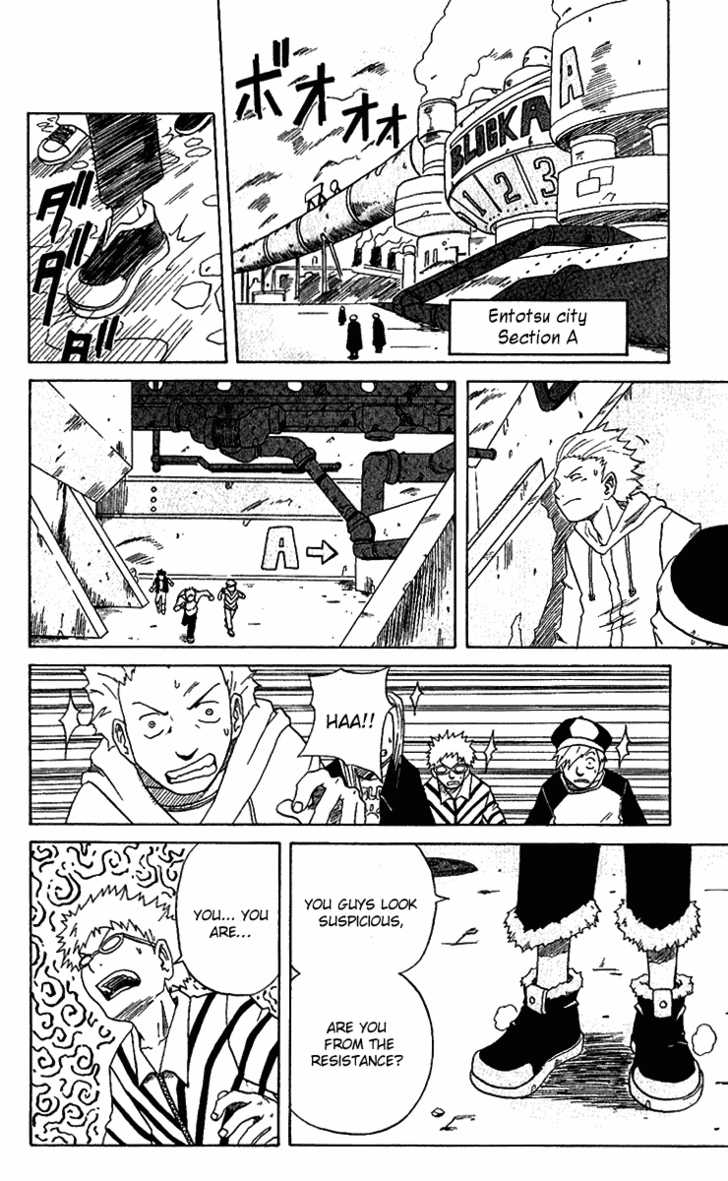 ボオオオオ
BLOCK A
1 2 3
A
Entotsu city
Section A
ダ
ダ
ダ
A →
HAA!!
YOU GUYS LOOK
SUSPICIOUS,
ARE YOU
FROM THE
RESISTANCE?
YOU... YOU
ARE...